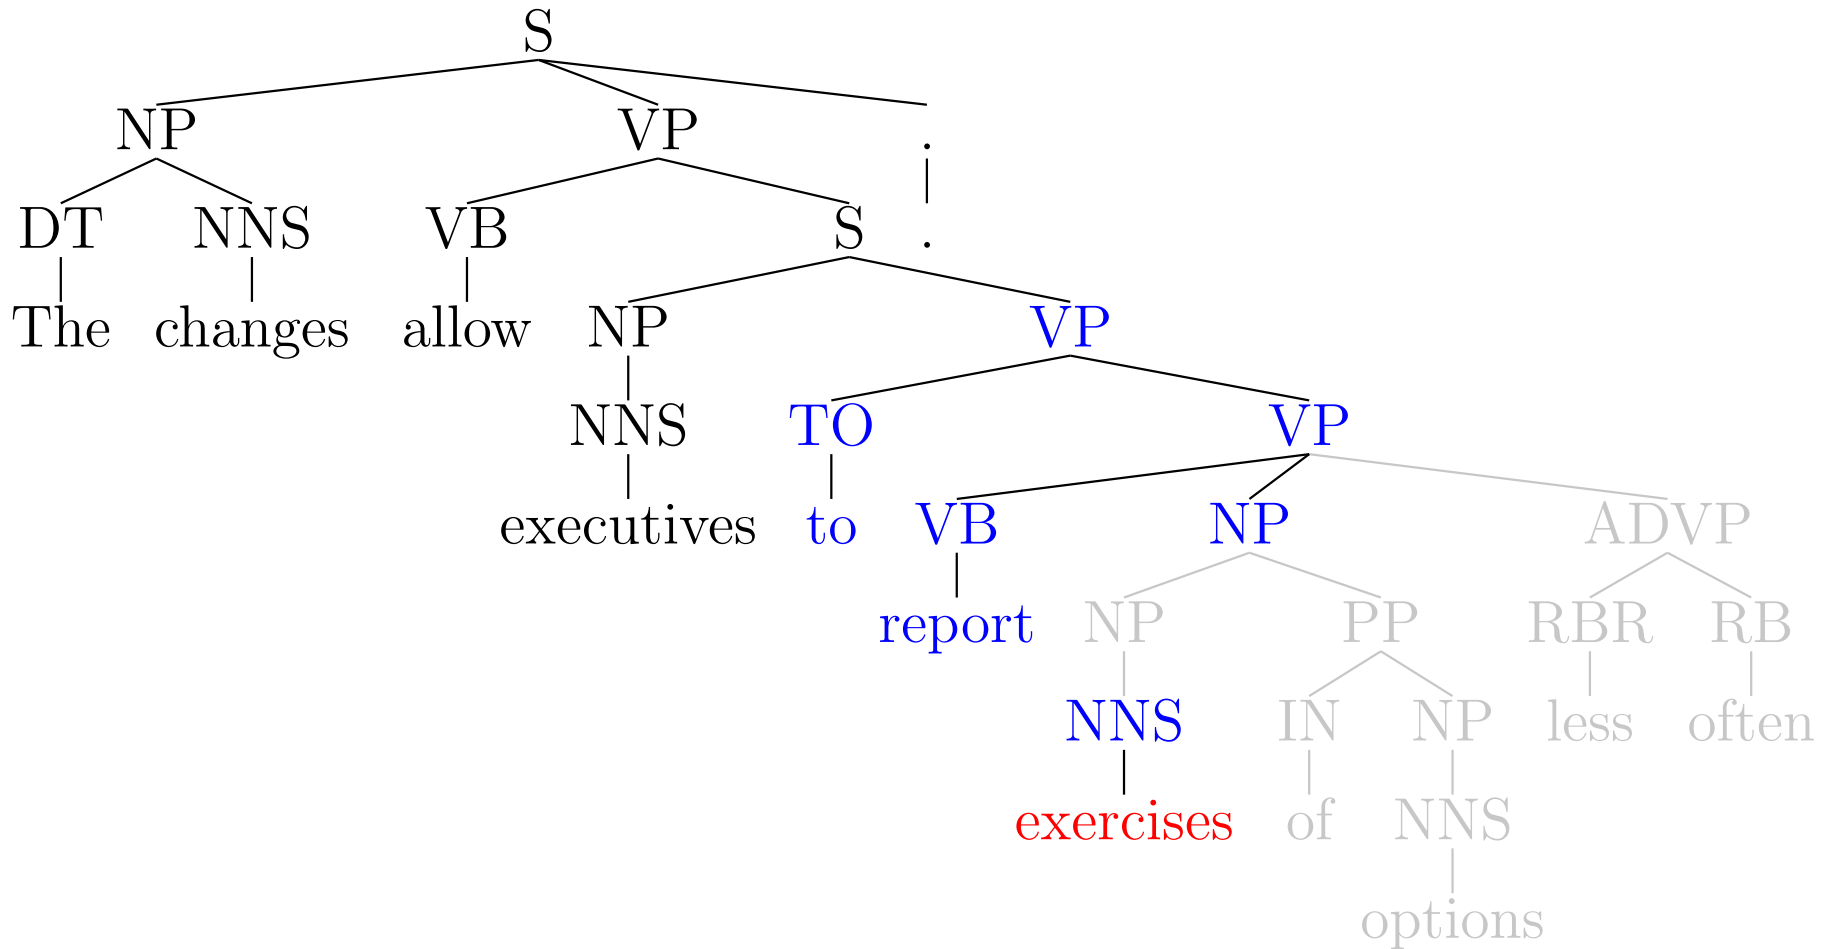 S
NP VP .
DT NNS VB S .
The changes allow NP VP
NNS TO VP
executives to VB NP ADVP
report NP PP RBR RB
NNS IN NP less often
exercises of NNS
options